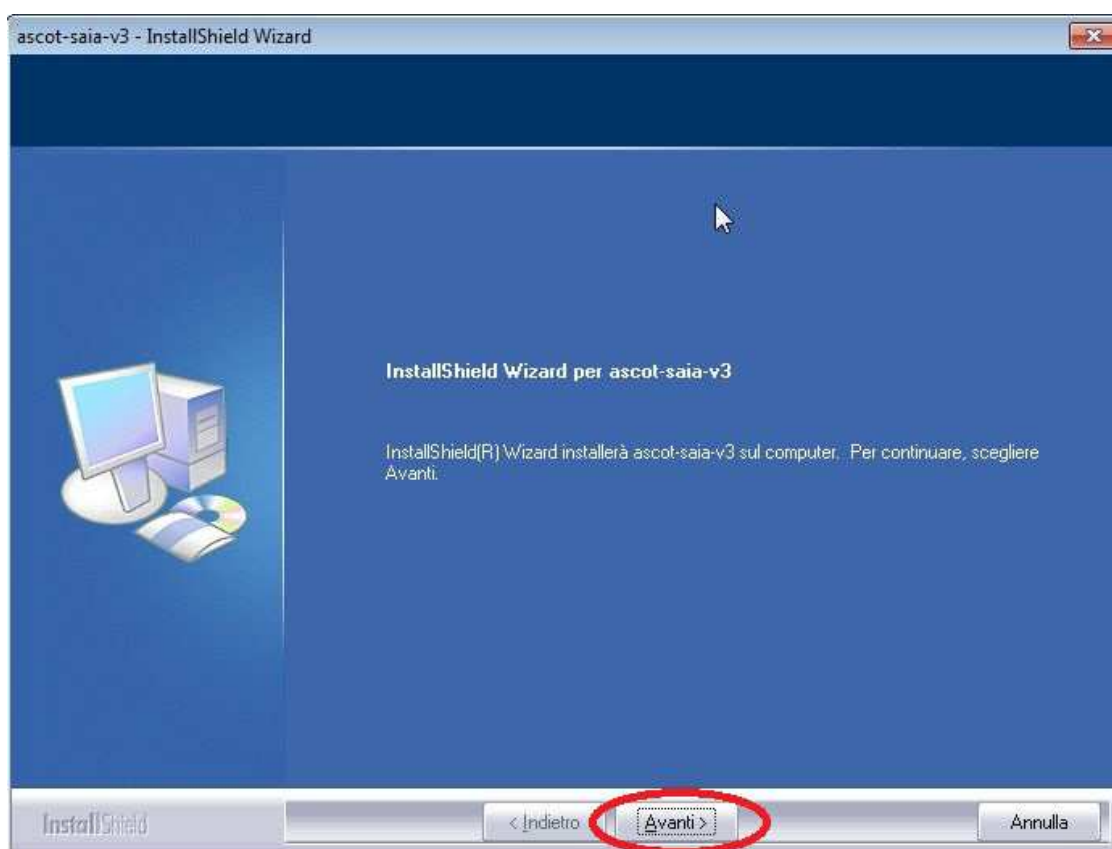 ascot-saia-v3 - InstallShield Wizard
InstallShield Wizard per ascot-saia-v3
InstallShield(R) Wizard installerà ascot-saia-v3 sul computer. Per continuare, scegliere
Avanti.
InstallShield
< Indietro
Avanti >
Annulla